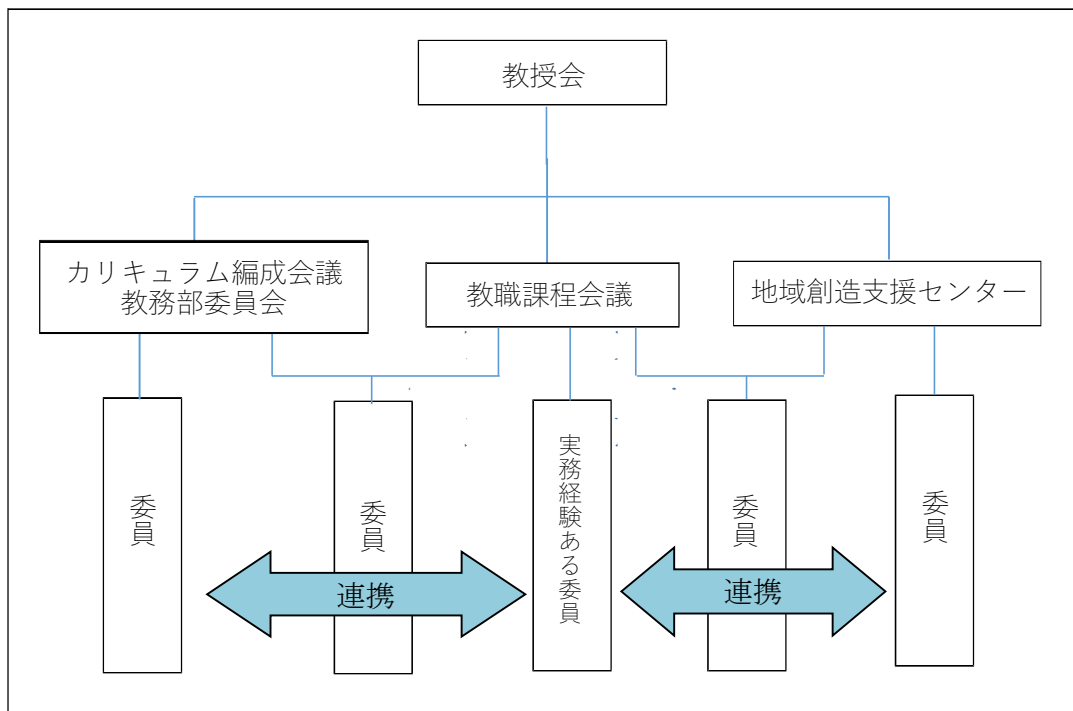 教授会
カリキュラム編成会議
教務部委員会
教職課程会議
地域創造支援センター
委員
委員
実務経験ある委員
委員
委員
連携
連携